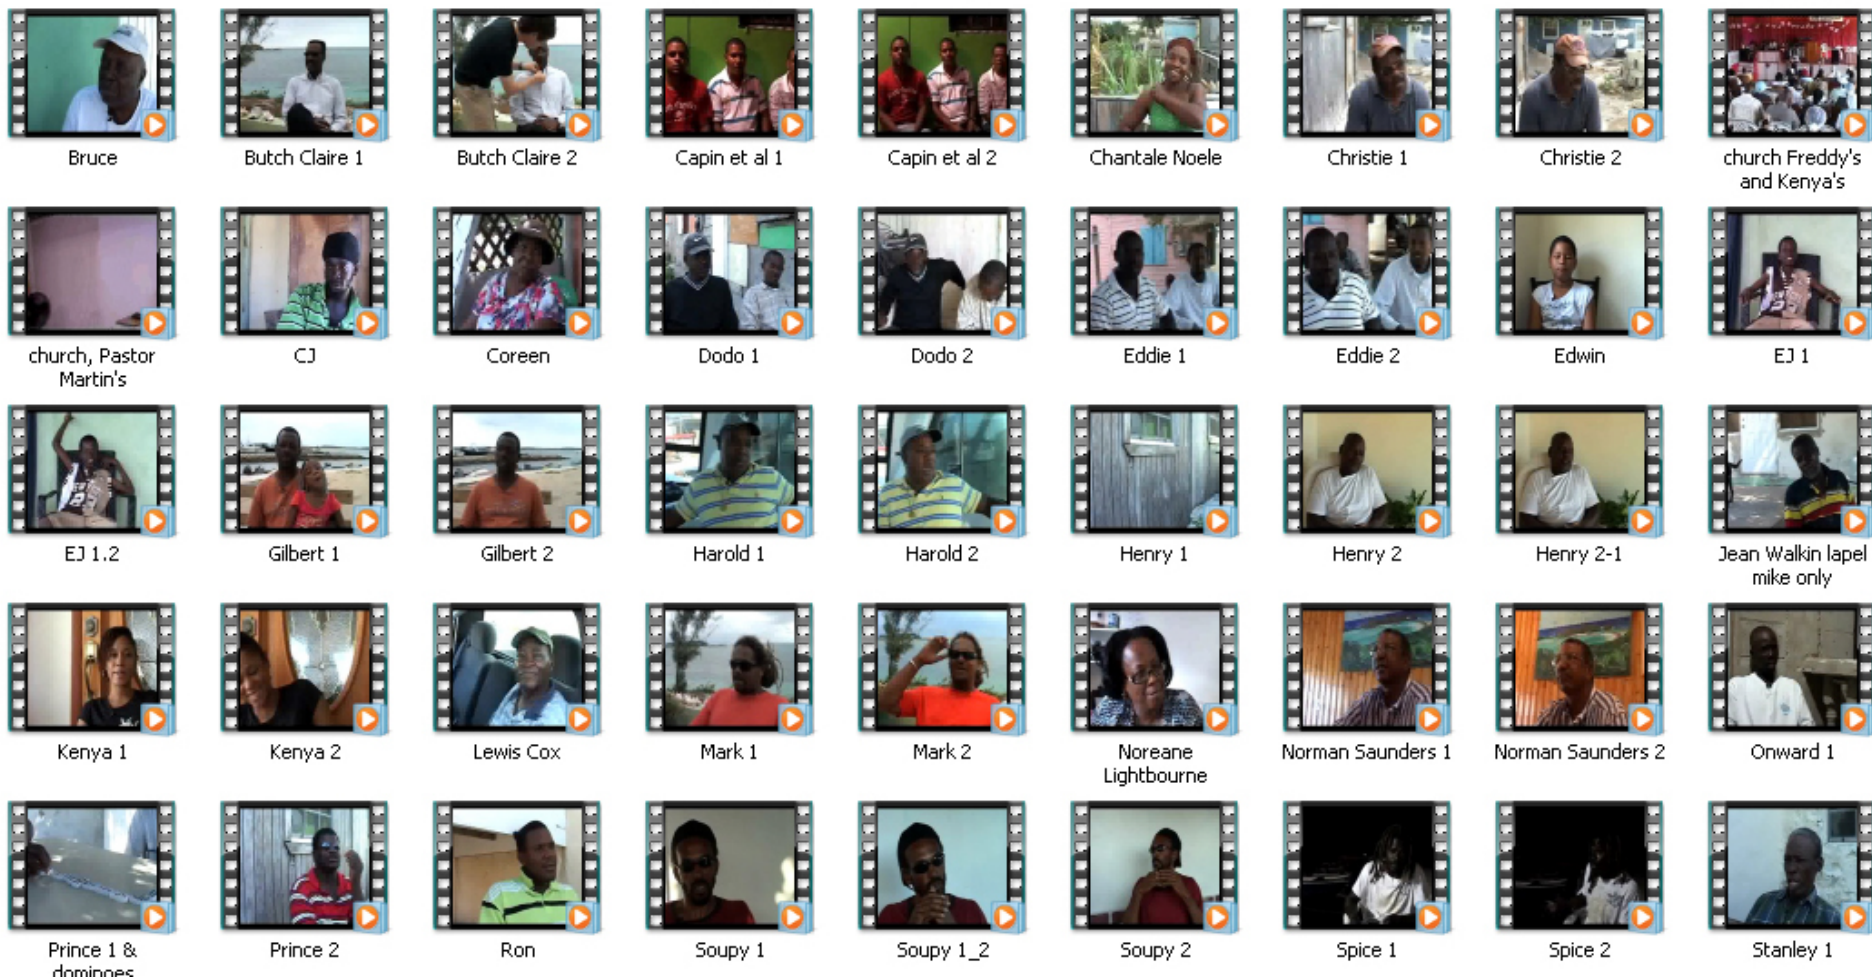 Bruce
Butch Claire 1
Butch Claire 2
Capin et al 1
Capin et al 2
Chantale Noele
Christie 1
Christie 2
church Freddy's
and Kenya's
church, Pastor
Martin's
CJ
Coreen
Dodo 1
Dodo 2
Eddie 1
Eddie 2
Edwin
EJ 1
EJ 1.2
Gilbert 1
Gilbert 2
Harold 1
Harold 2
Henry 1
Henry 2
Henry 2-1
Jean Walkin lapel
mike only
Kenya 1
Kenya 2
Lewis Cox
Mark 1
Mark 2
Noreane
Lightbourne
Norman Saunders 1
Norman Saunders 2
Onward 1
Prince 1 &
dominoes
Prince 2
Ron
Soupy 1
Soupy 1_2
Soupy 2
Spice 1
Spice 2
Stanley 1